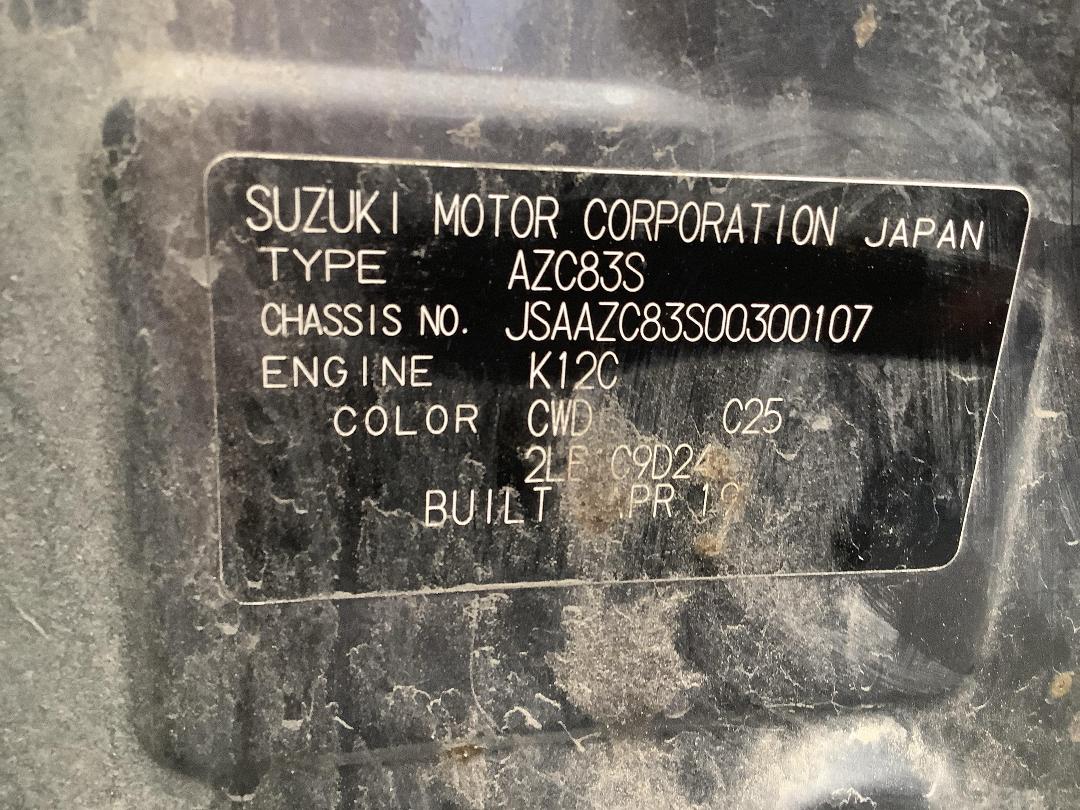 SUZUKI MOTOR CORPORATION JAPAN
TYPE AZC83S
CHASSIS NO. JSAAZC83S00300107
ENGINE K12C
COLOR CWD C25
BUILT